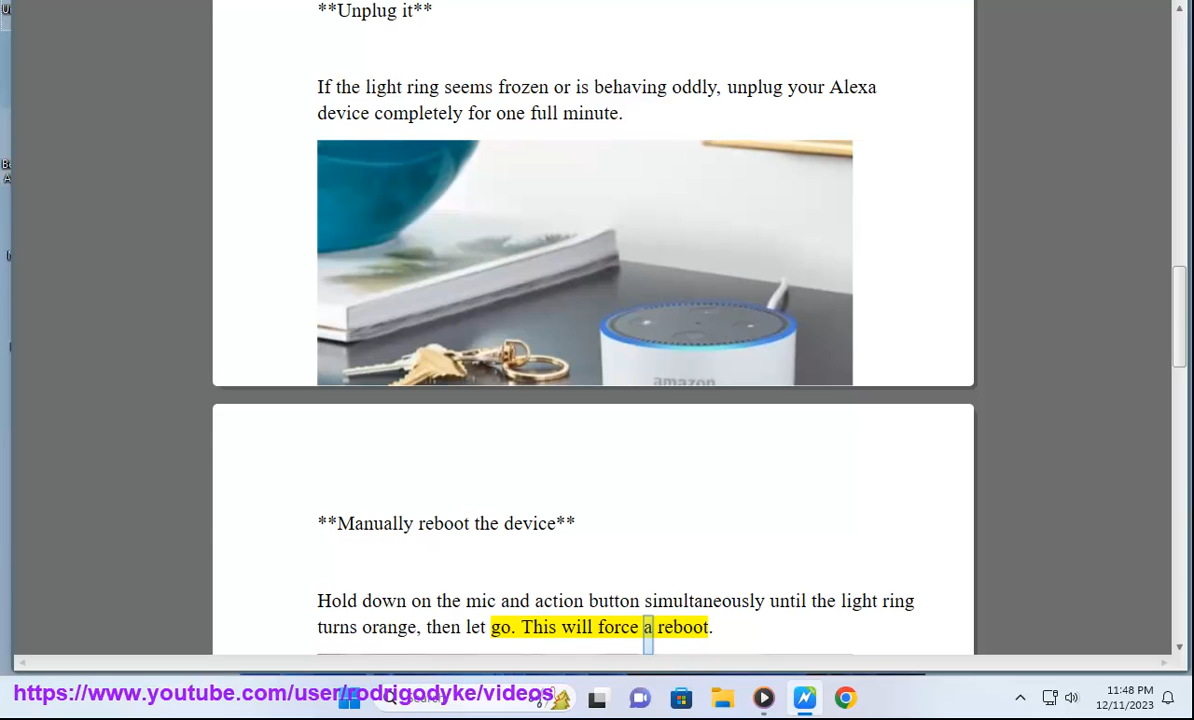 **Unplug it**
If the light ring seems frozen or is behaving oddly, unplug your Alexa
device completely for one full minute.
amazon
**Manually reboot the device**
Hold down on the mic and action button simultaneously until the light ring
turns orange, then let go. This will force a reboot.
https://www.youtube.com/user/rodrigodyke/videos
11:48 PM
12/11/2023